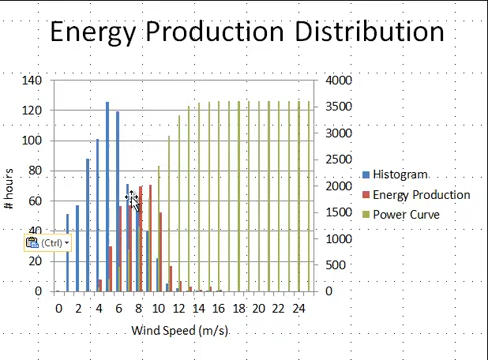 Energy Production Distribution
140
120
100
80
60
40
20
0
# hours
4000
3500
3000
2500
2000
1500
1000
500
0
0 2 4 6 8 10 12 14 16 18 20 22 24
Wind Speed (m/s)
Histogram
Energy Production
Power Curve
(Ctrl)